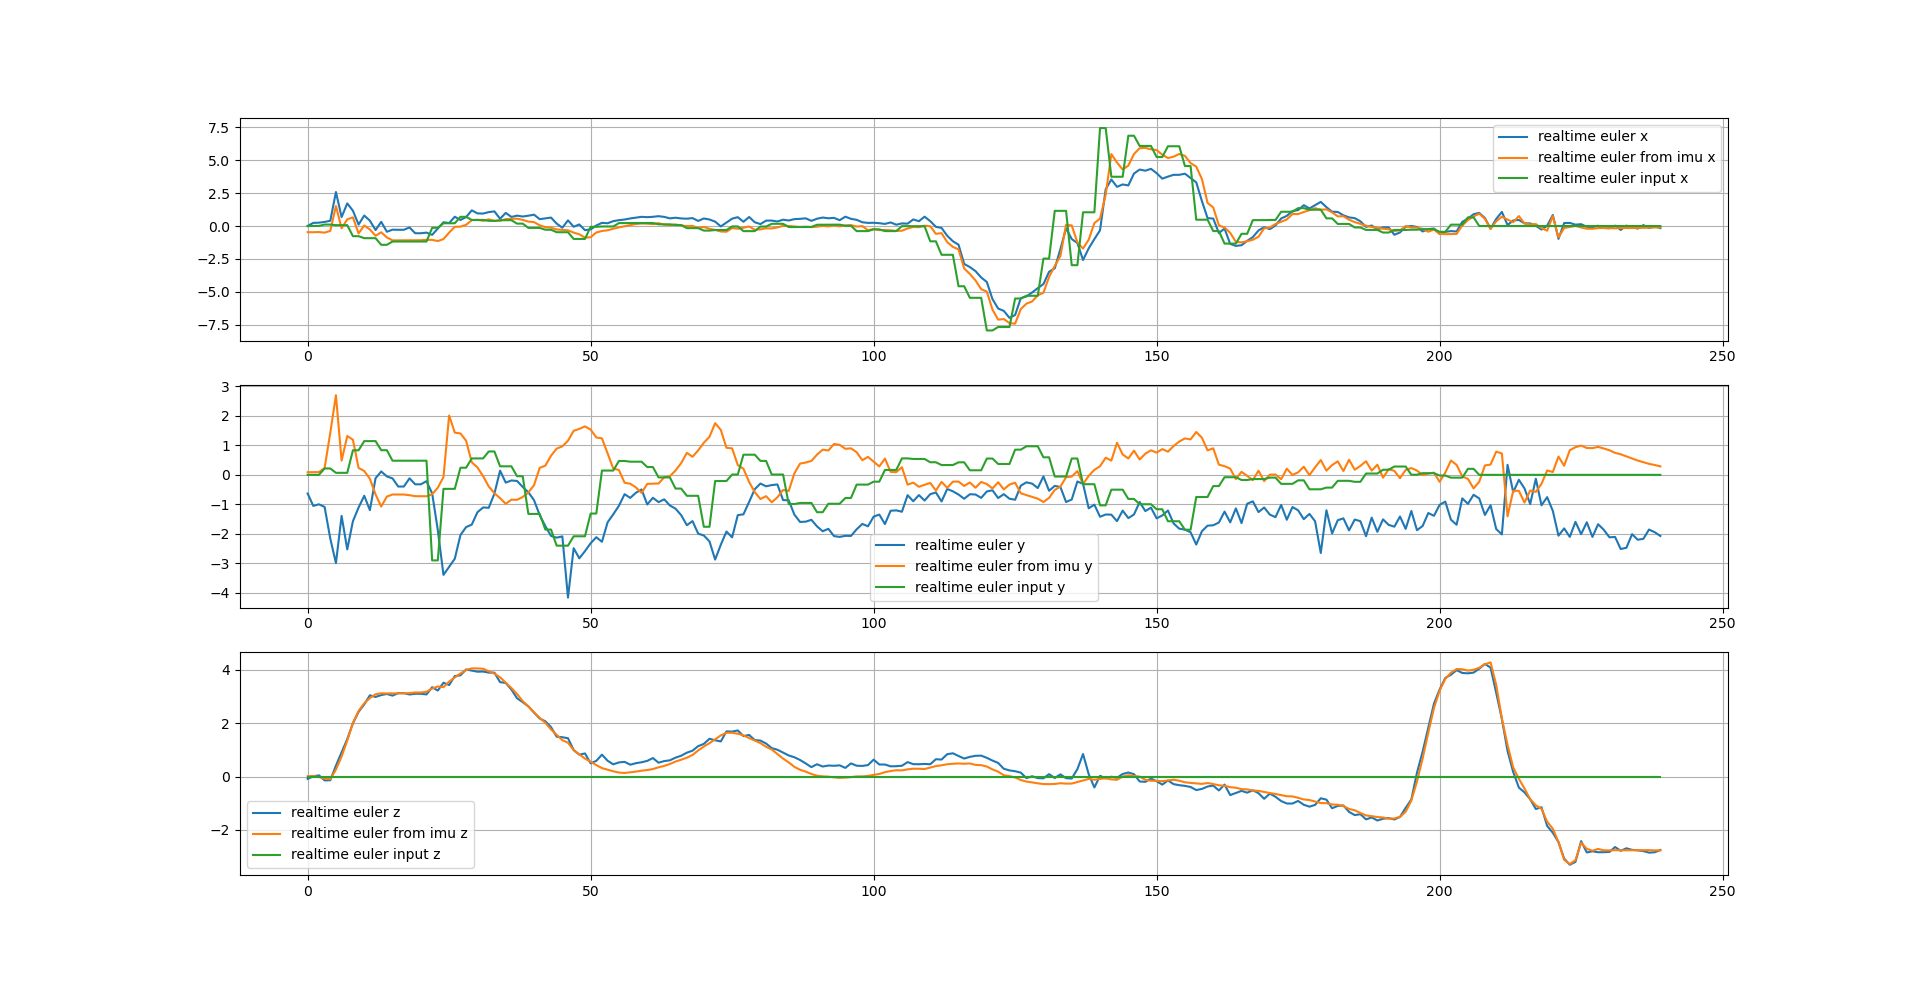 7.5
5.0
2.5
0.0
−2.5
−5.0
−7.5
realtime euler x
realtime euler from imu x
realtime euler input x
0 50 100 150 200 250
3
2
1
0
−1
−2
−3
−4
realtime euler y
realtime euler from imu y
realtime euler input y
0 50 100 150 200 250
4
2
0
−2
realtime euler z
realtime euler from imu z
realtime euler input z
0 50 100 150 200 250